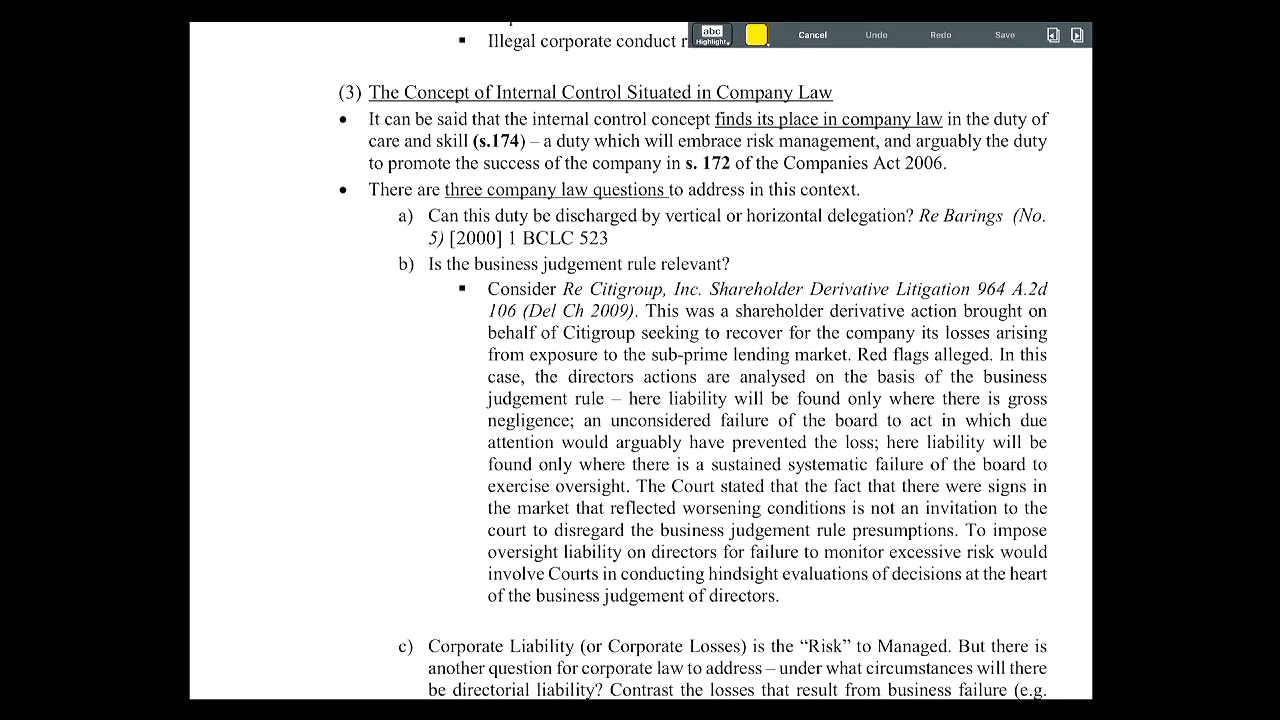 ▪ Illegal corporate conduct r
abc
Highlight
Cancel Undo Redo Save
(3) The Concept of Internal Control Situated in Company Law
• It can be said that the internal control concept finds its place in company law in the duty of
care and skill (s.174) – a duty which will embrace risk management, and arguably the duty
to promote the success of the company in s. 172 of the Companies Act 2006.
• There are three company law questions to address in this context.
a) Can this duty be discharged by vertical or horizontal delegation? Re Barings (No.
5) [2000] 1 BCLC 523
b) Is the business judgement rule relevant?
▪ Consider Re Citigroup, Inc. Shareholder Derivative Litigation 964 A.2d
106 (Del Ch 2009). This was a shareholder derivative action brought on
behalf of Citigroup seeking to recover for the company its losses arising
from exposure to the sub-prime lending market. Red flags alleged. In this
case, the directors actions are analysed on the basis of the business
judgement rule – here liability will be found only where there is gross
negligence; an unconsidered failure of the board to act in which due
attention would arguably have prevented the loss; here liability will be
found only where there is a sustained systematic failure of the board to
exercise oversight. The Court stated that the fact that there were signs in
the market that reflected worsening conditions is not an invitation to the
court to disregard the business judgement rule presumptions. To impose
oversight liability on directors for failure to monitor excessive risk would
involve Courts in conducting hindsight evaluations of decisions at the heart
of the business judgement of directors.
c) Corporate Liability (or Corporate Losses) is the “Risk” to Managed. But there is
another question for corporate law to address – under what circumstances will there
be directorial liability? Contrast the losses that result from business failure (e.g.